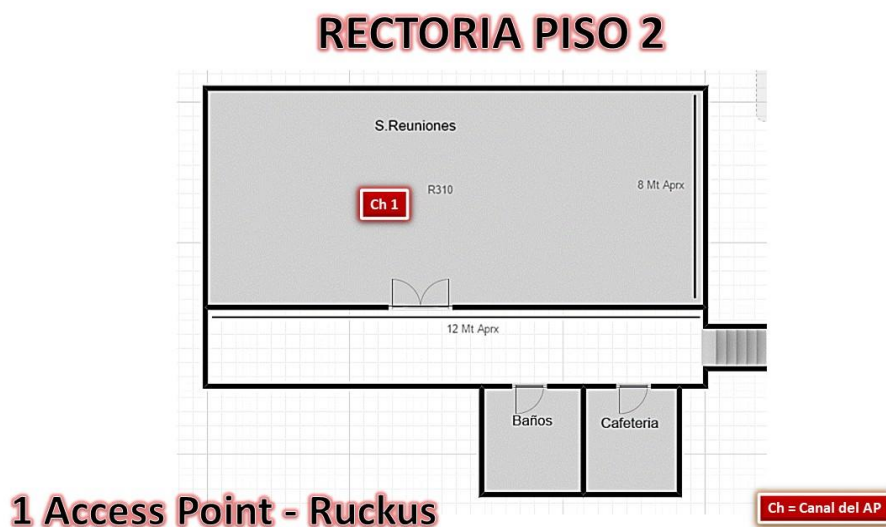 RECTORIA PISO 2
S.Reuniones
R310
Ch 1
8 Mt Aprx
12 Mt Aprx
Baños
Cafeteria
1 Access Point - Ruckus
Ch = Canal del AP